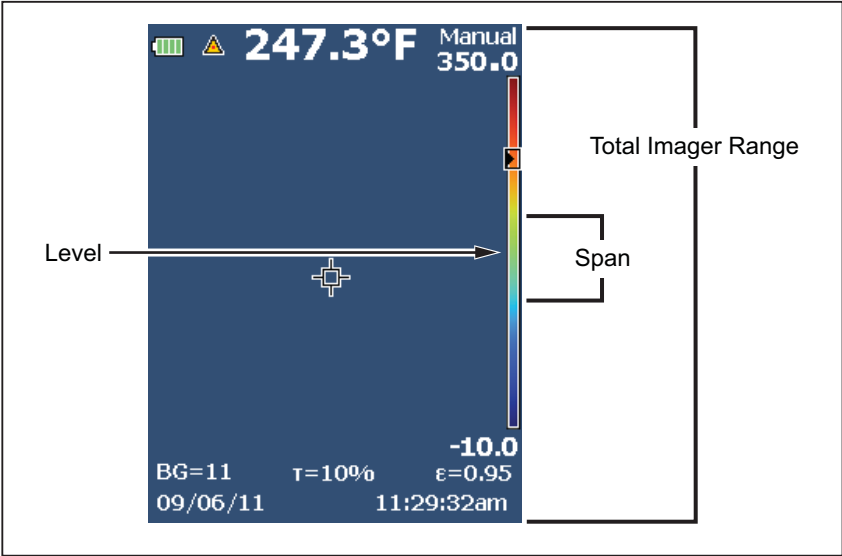 247.3°F Manual
350.0
Total Imager Range
Level
Span
-10.0
BG=11 τ=10% ε=0.95
09/06/11 11:29:32am